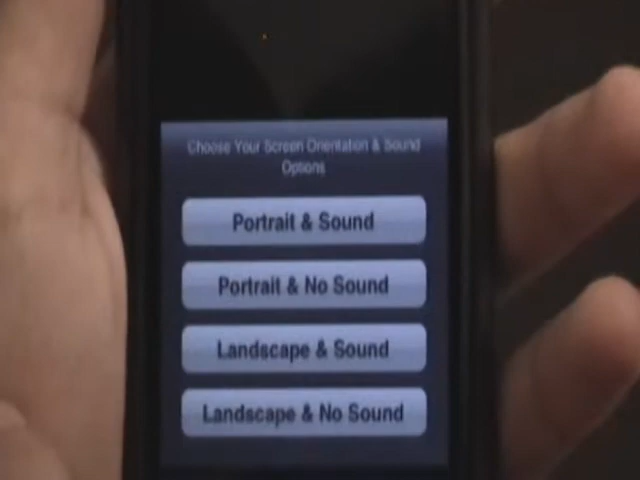 Choose Your Screen Orientation & Sound
Options
Portrait & Sound
Portrait & No Sound
Landscape & Sound
Landscape & No Sound